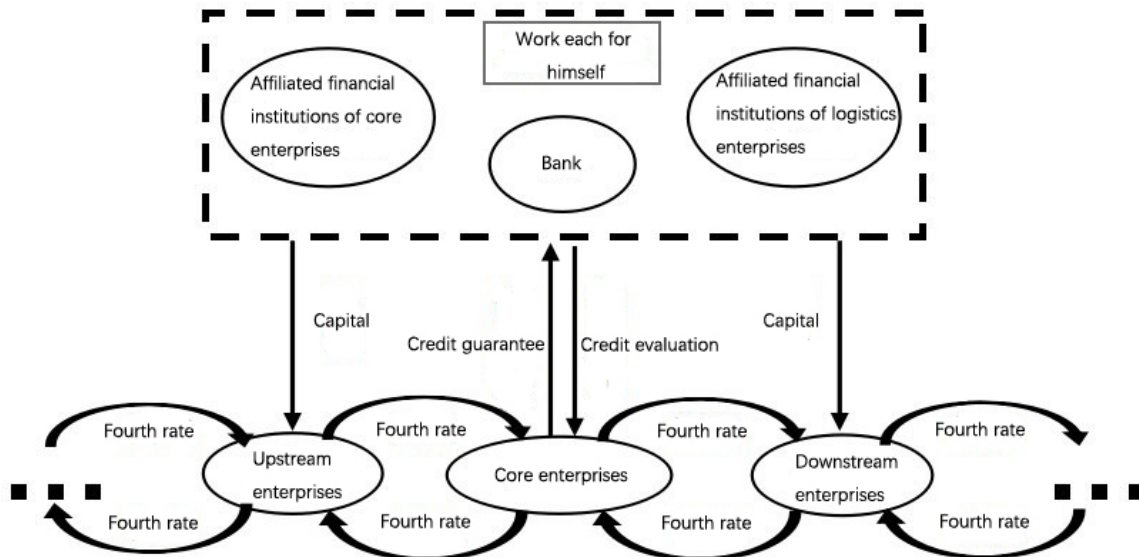 Work each for
himself
Affiliated financial
institutions of core
enterprises
Bank
Affiliated financial
institutions of logistics
enterprises
Capital
Credit guarantee
Credit evaluation
Capital
Fourth rate
Fourth rate
Fourth rate
Fourth rate
Upstream
enterprises
Core enterprises
Downstream
enterprises
Fourth rate
Fourth rate
Fourth rate
Fourth rate